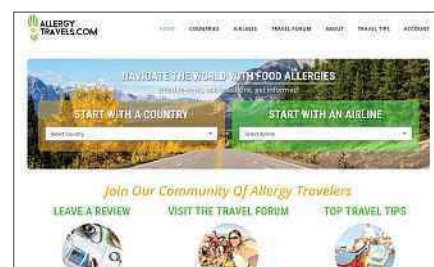 ALLERGY
TRAVELS.COM
HOME COUNTRIES AIRLINES TRAVEL FORUM ABOUT TRAVEL TIPS ACCOUNT
NAVIGATE THE WORLD WITH FOOD ALLERGIES
get informed!
START WITH A COUNTRY START WITH AN AIRLINE
Select Country Select Airline
Join Our Community Of Allergy Travelers
LEAVE A REVIEW VISIT THE TRAVEL FORUM TOP TRAVEL TIPS